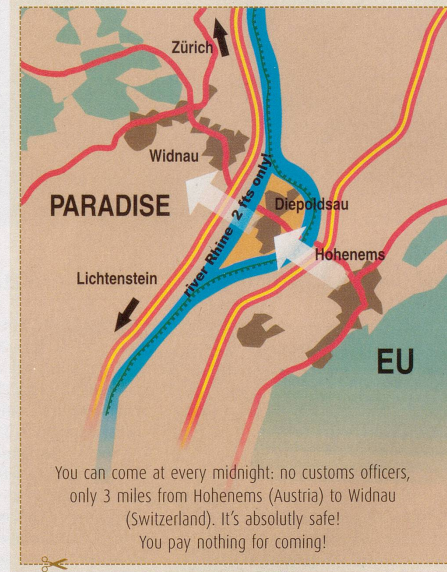 Zürich
Widnau
PARADISE
river Rhine 2 fts only!
Diepoldsau
Hohenems
Lichtenstein
EU
You can come at every midnight: no customs officers,
only 3 miles from Hohenems (Austria) to Widnau
(Switzerland). It's absolutly safe!
You pay nothing for coming!